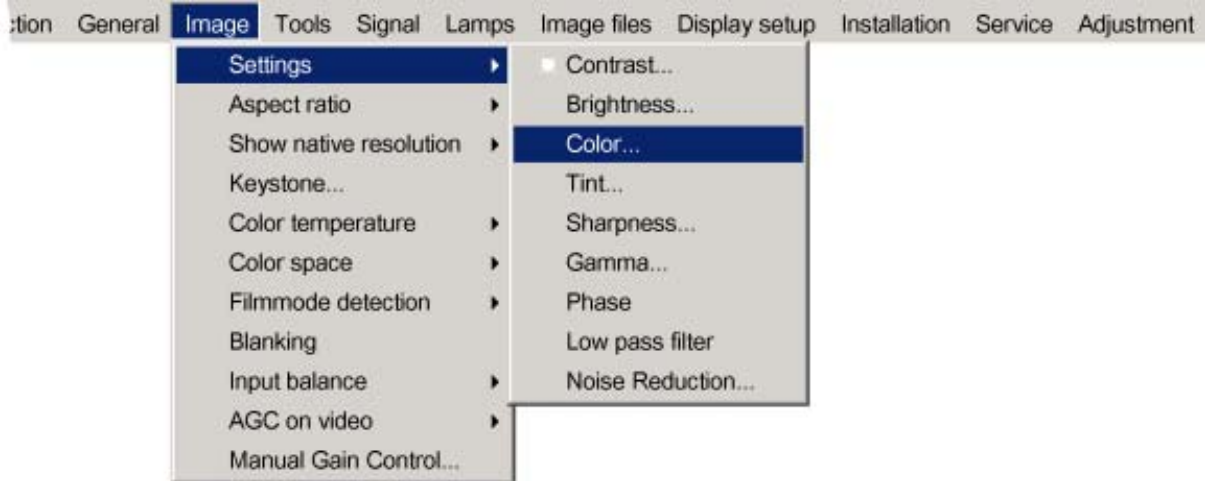 General Image Tools Signal Lamps Image files Display setup Installation Service Adjustment
Settings
Aspect ratio
Show native resolution
Keystone...
Color temperature
Color space
Filmmode detection
Blanking
Input balance
AGC on video
Manual Gain Control...
Contrast...
Brightness...
Color...
Tint...
Sharpness...
Gamma...
Phase
Low pass filter
Noise Reduction...